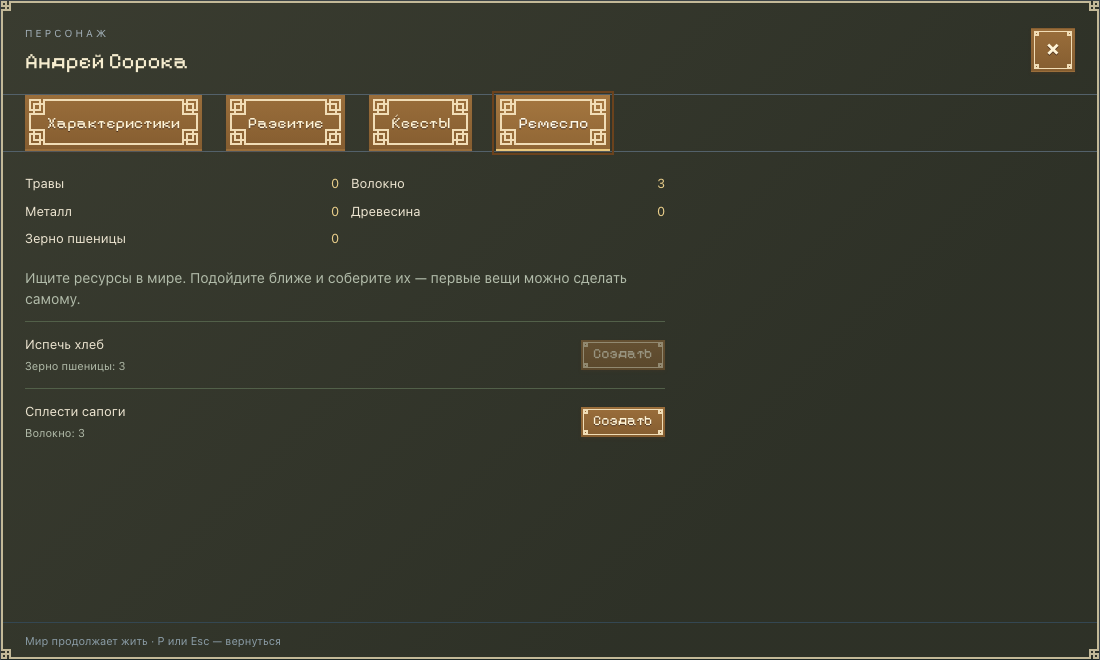 ПЕРСОНАЖ
Андрей Сорока
×
Характеристики
Развитие
Квесты
Ремесло
Травы 0 Волокно 3
Металл 0 Древесина 0
Зерно пшеницы 0
Ищите ресурсы в мире. Подойдите ближе и соберите их — первые вещи можно сделать
самому.
Испечь хлеб
Зерно пшеницы: 3
Создать
Сплести сапоги
Волокно: 3
Создать
Мир продолжает жить · P или Esc — вернуться